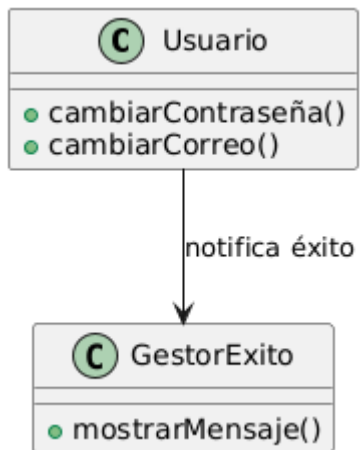 C Usuario
cambiarContraseña()
cambiarCorreo()
notifica éxito
C GestorExito
mostrarMensaje()